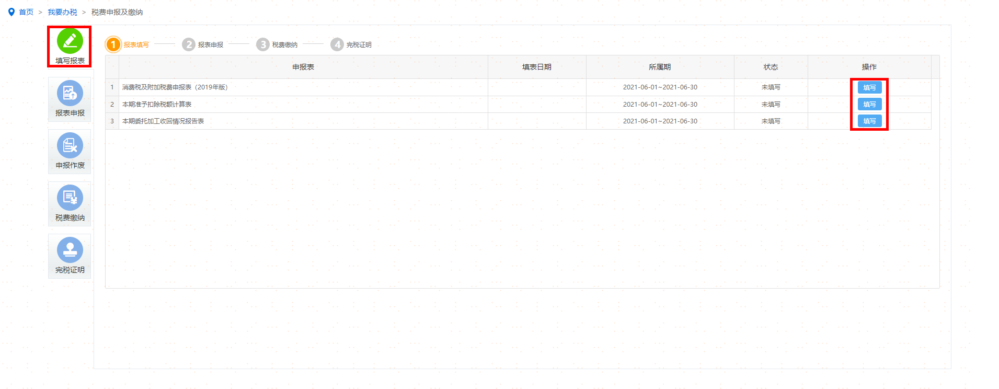 首页 > 我要办税 > 税费申报及缴纳
填写报表
报表申报
申报作废
税费缴纳
完税证明
1 报表填写 2 报表申报 3 税费缴纳 4 完税证明
申报表 填表日期 所属期 状态 操作
1 消费税及附加税费申报表（2019年版） 2021-06-01~2021-06-30 未填写 填写
2 本期准予扣除税额计算表 2021-06-01~2021-06-30 未填写 填写
3 本期委托加工收回情况报告表 2021-06-01~2021-06-30 未填写 填写